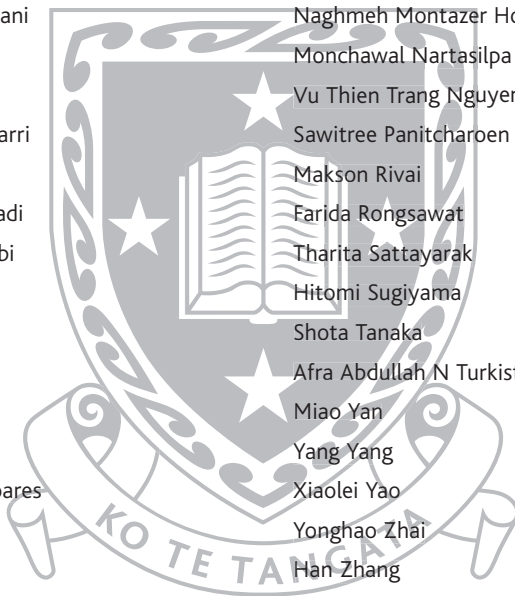 ani
arri
adi
bi
oares
Naghmeh Montazer Ho
Monchawal Nartasilpa
Vu Thien Trang Nguyen
Sawitree Panitcharoen
Makson Rivai
Farida Rongsawat
Tharita Sattayarak
Hitomi Sugiyama
Shota Tanaka
Afra Abdullah N Turkist
Miao Yan
Yang Yang
Xiaolei Yao
Yonghao Zhai
Han Zhang
KO TE TANGATA